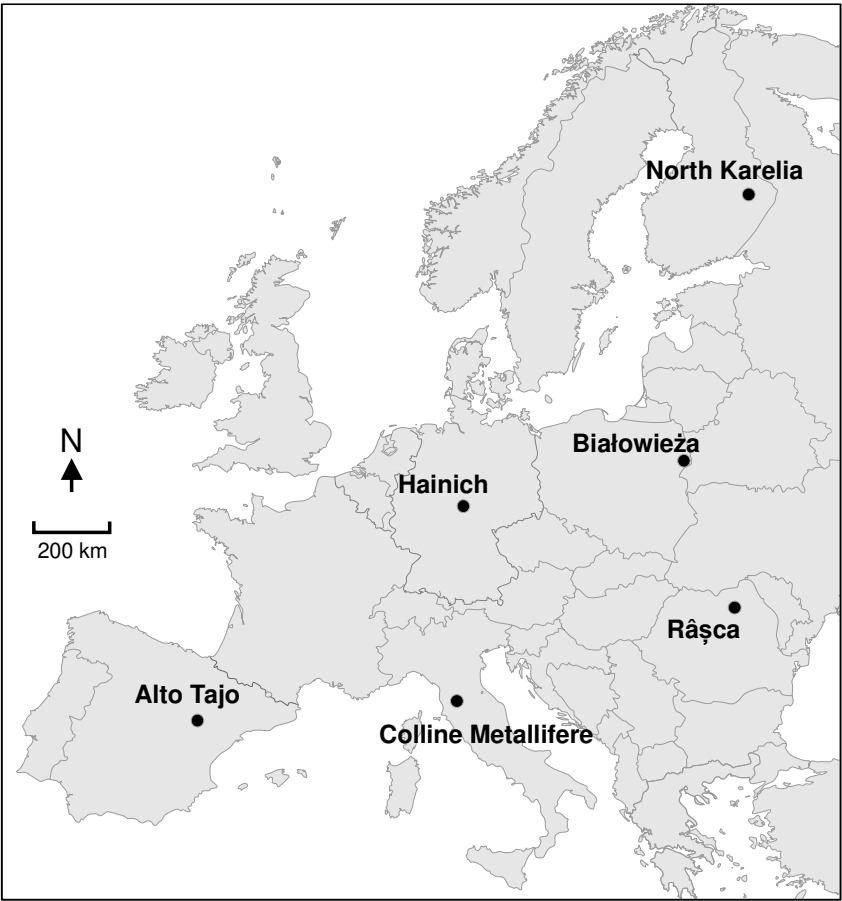 North Karelia
N
Białowieża
Hainich
200 km
Râșca
Alto Tajo
Colline Metallifere